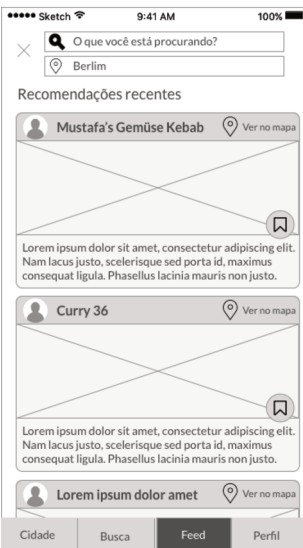 Sketch 9:41 AM 100%
O que você está procurando?
Berlim
Recomendações recentes
Mustafa's Gemüse Kebab Ver no mapa
Lorem ipsum dolor sit amet, consectetur adipiscing elit.
Nam lacus justo, scelerisque sed porta id, maximus
consequat ligula. Phasellus lacinia mauris non justo.
Curry 36 Ver no mapa
Lorem ipsum dolor sit amet, consectetur adipiscing elit.
Nam lacus justo, scelerisque sed porta id, maximus
consequat ligula. Phasellus lacinia mauris non justo.
Lorem ipsum dolor amet Ver no mapa
Cidade Busca Feed Perfil